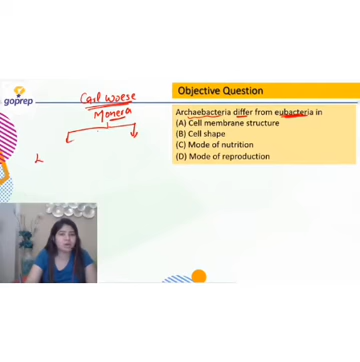 goprep
Carl Woese
Monera
Objective Question
Archaebacteria differ from eubacteria in
(A) Cell membrane structure
(B) Cell shape
(C) Mode of nutrition
(D) Mode of reproduction